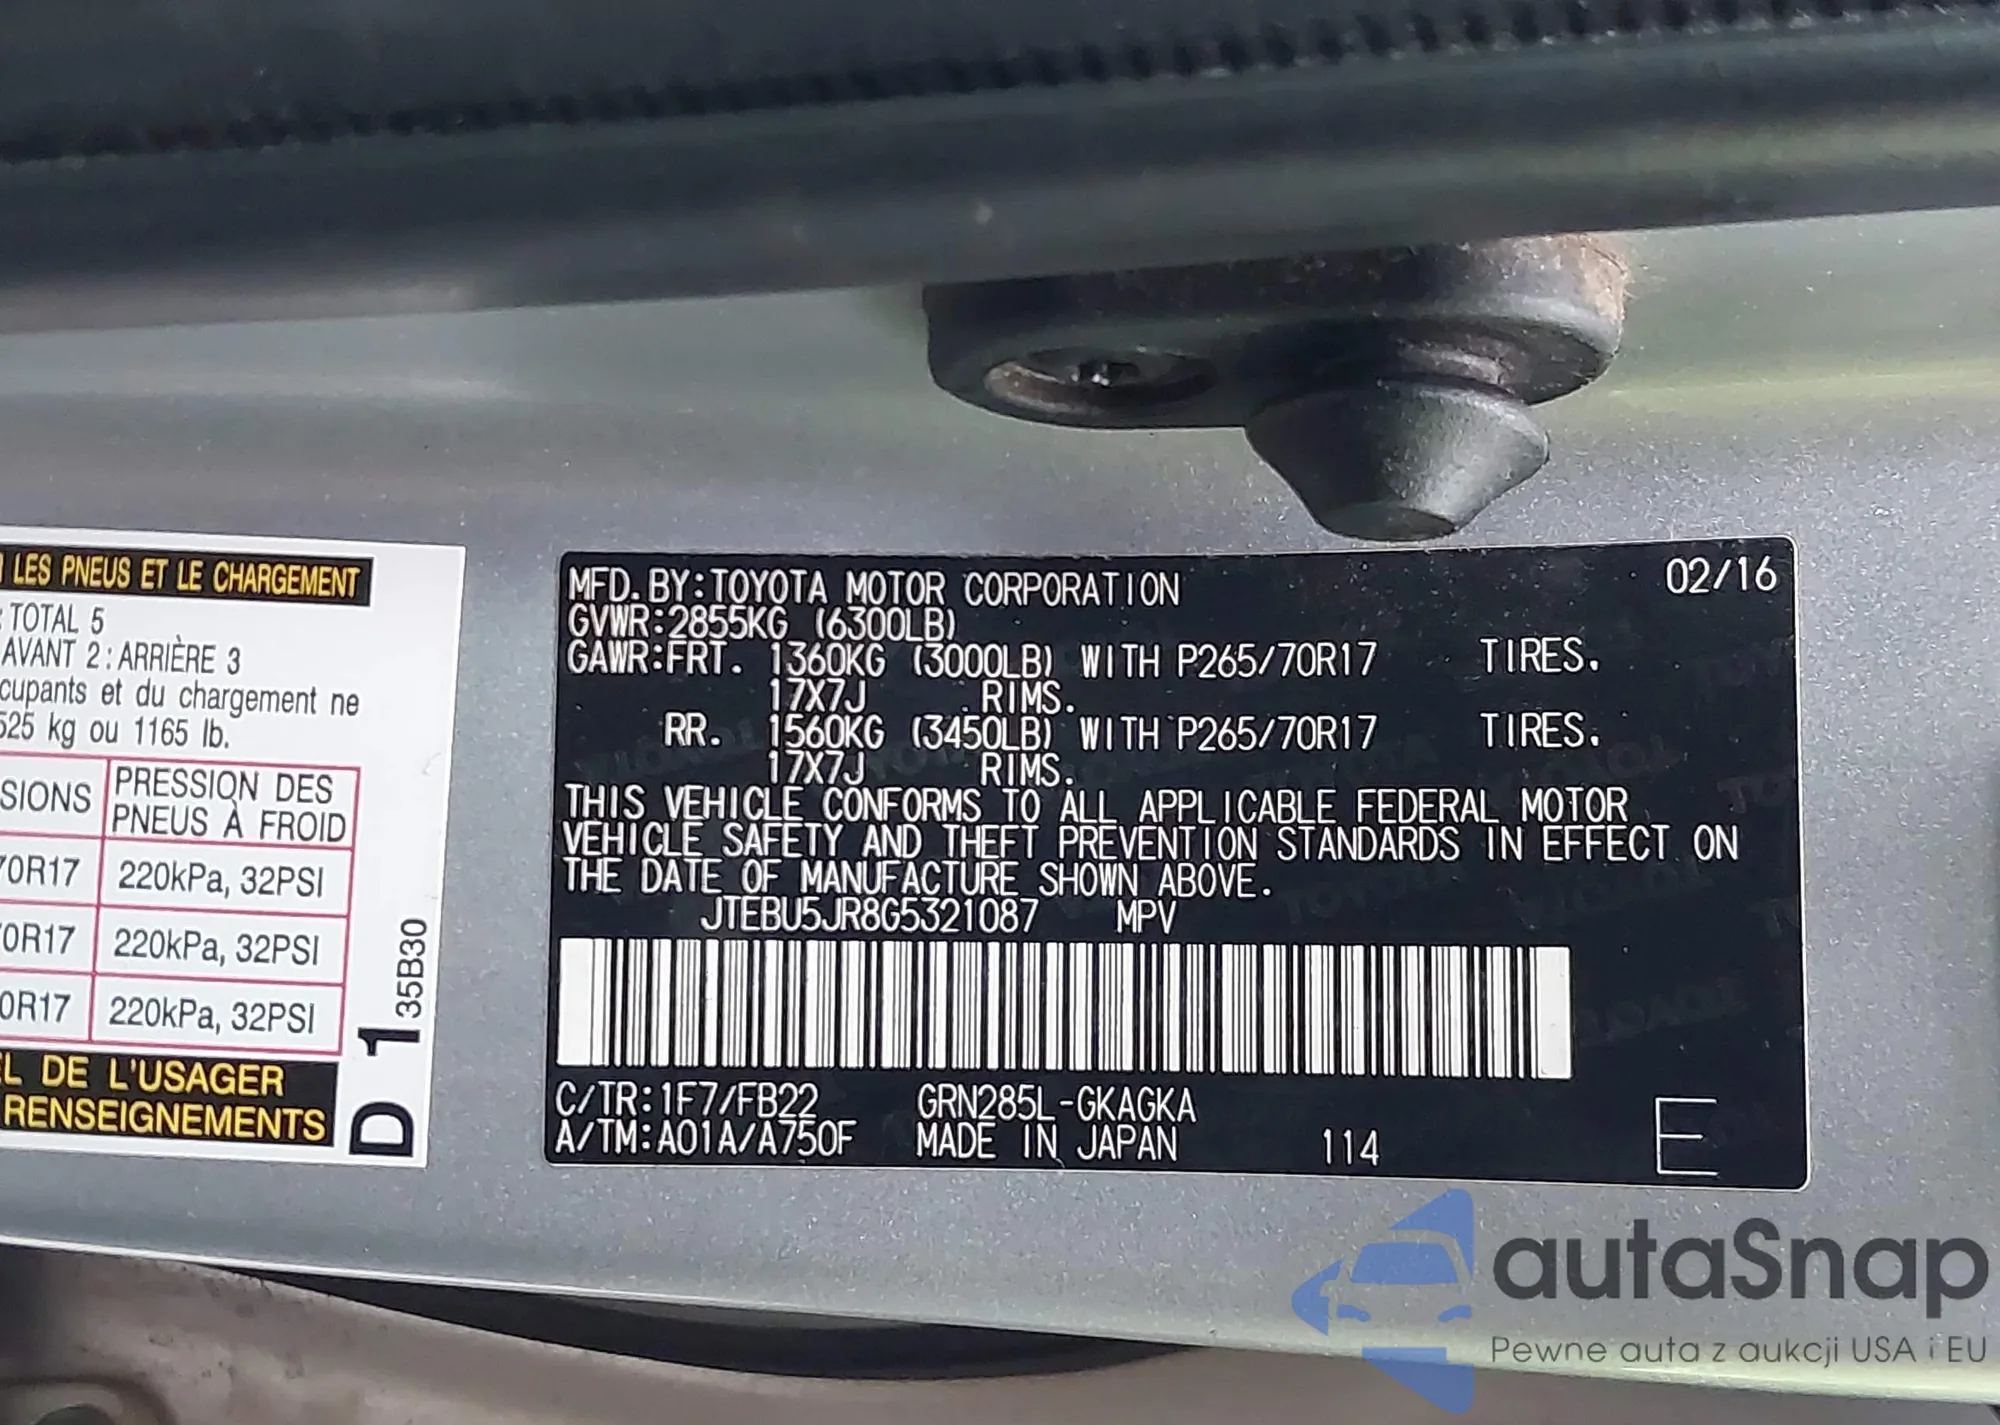 LES PNEUS ET LE CHARGEMENT
: TOTAL 5
AVANT 2 : ARRIÈRE 3
cupants et du chargement ne
525 kg ou 1165 lb.
SIONS PRESSION DES
PNEUS À FROID
70R17 220kPa, 32PSI
0R17 220kPa, 32PSI
0R17 220kPa, 32PSI
EL DE L'USAGER
RENSEIGNEMENTS
D 1 35B30
MFD. BY: TOYOTA MOTOR CORPORATION 02/16
GVWR: 2855KG (6300LB)
GAWR: FRT. 1360KG (3000LB) WITH P265/70R17 TIRES.
17X7J RIMS.
RR. 1560KG (3450LB) WITH P265/70R17 TIRES.
17X7J RIMS.
THIS VEHICLE CONFORMS TO ALL APPLICABLE FEDERAL MOTOR
VEHICLE SAFETY AND THEFT PREVENTION STANDARDS IN EFFECT ON
THE DATE OF MANUFACTURE SHOWN ABOVE.
JTEBU5JR8G5321087 MPV
C/TR: 1F7/FB22 GRN285L-GKAGKA
A/TM: A01A/A750F MADE IN JAPAN 114 E
autaSnap
Pewne auta z aukcji USA i EU